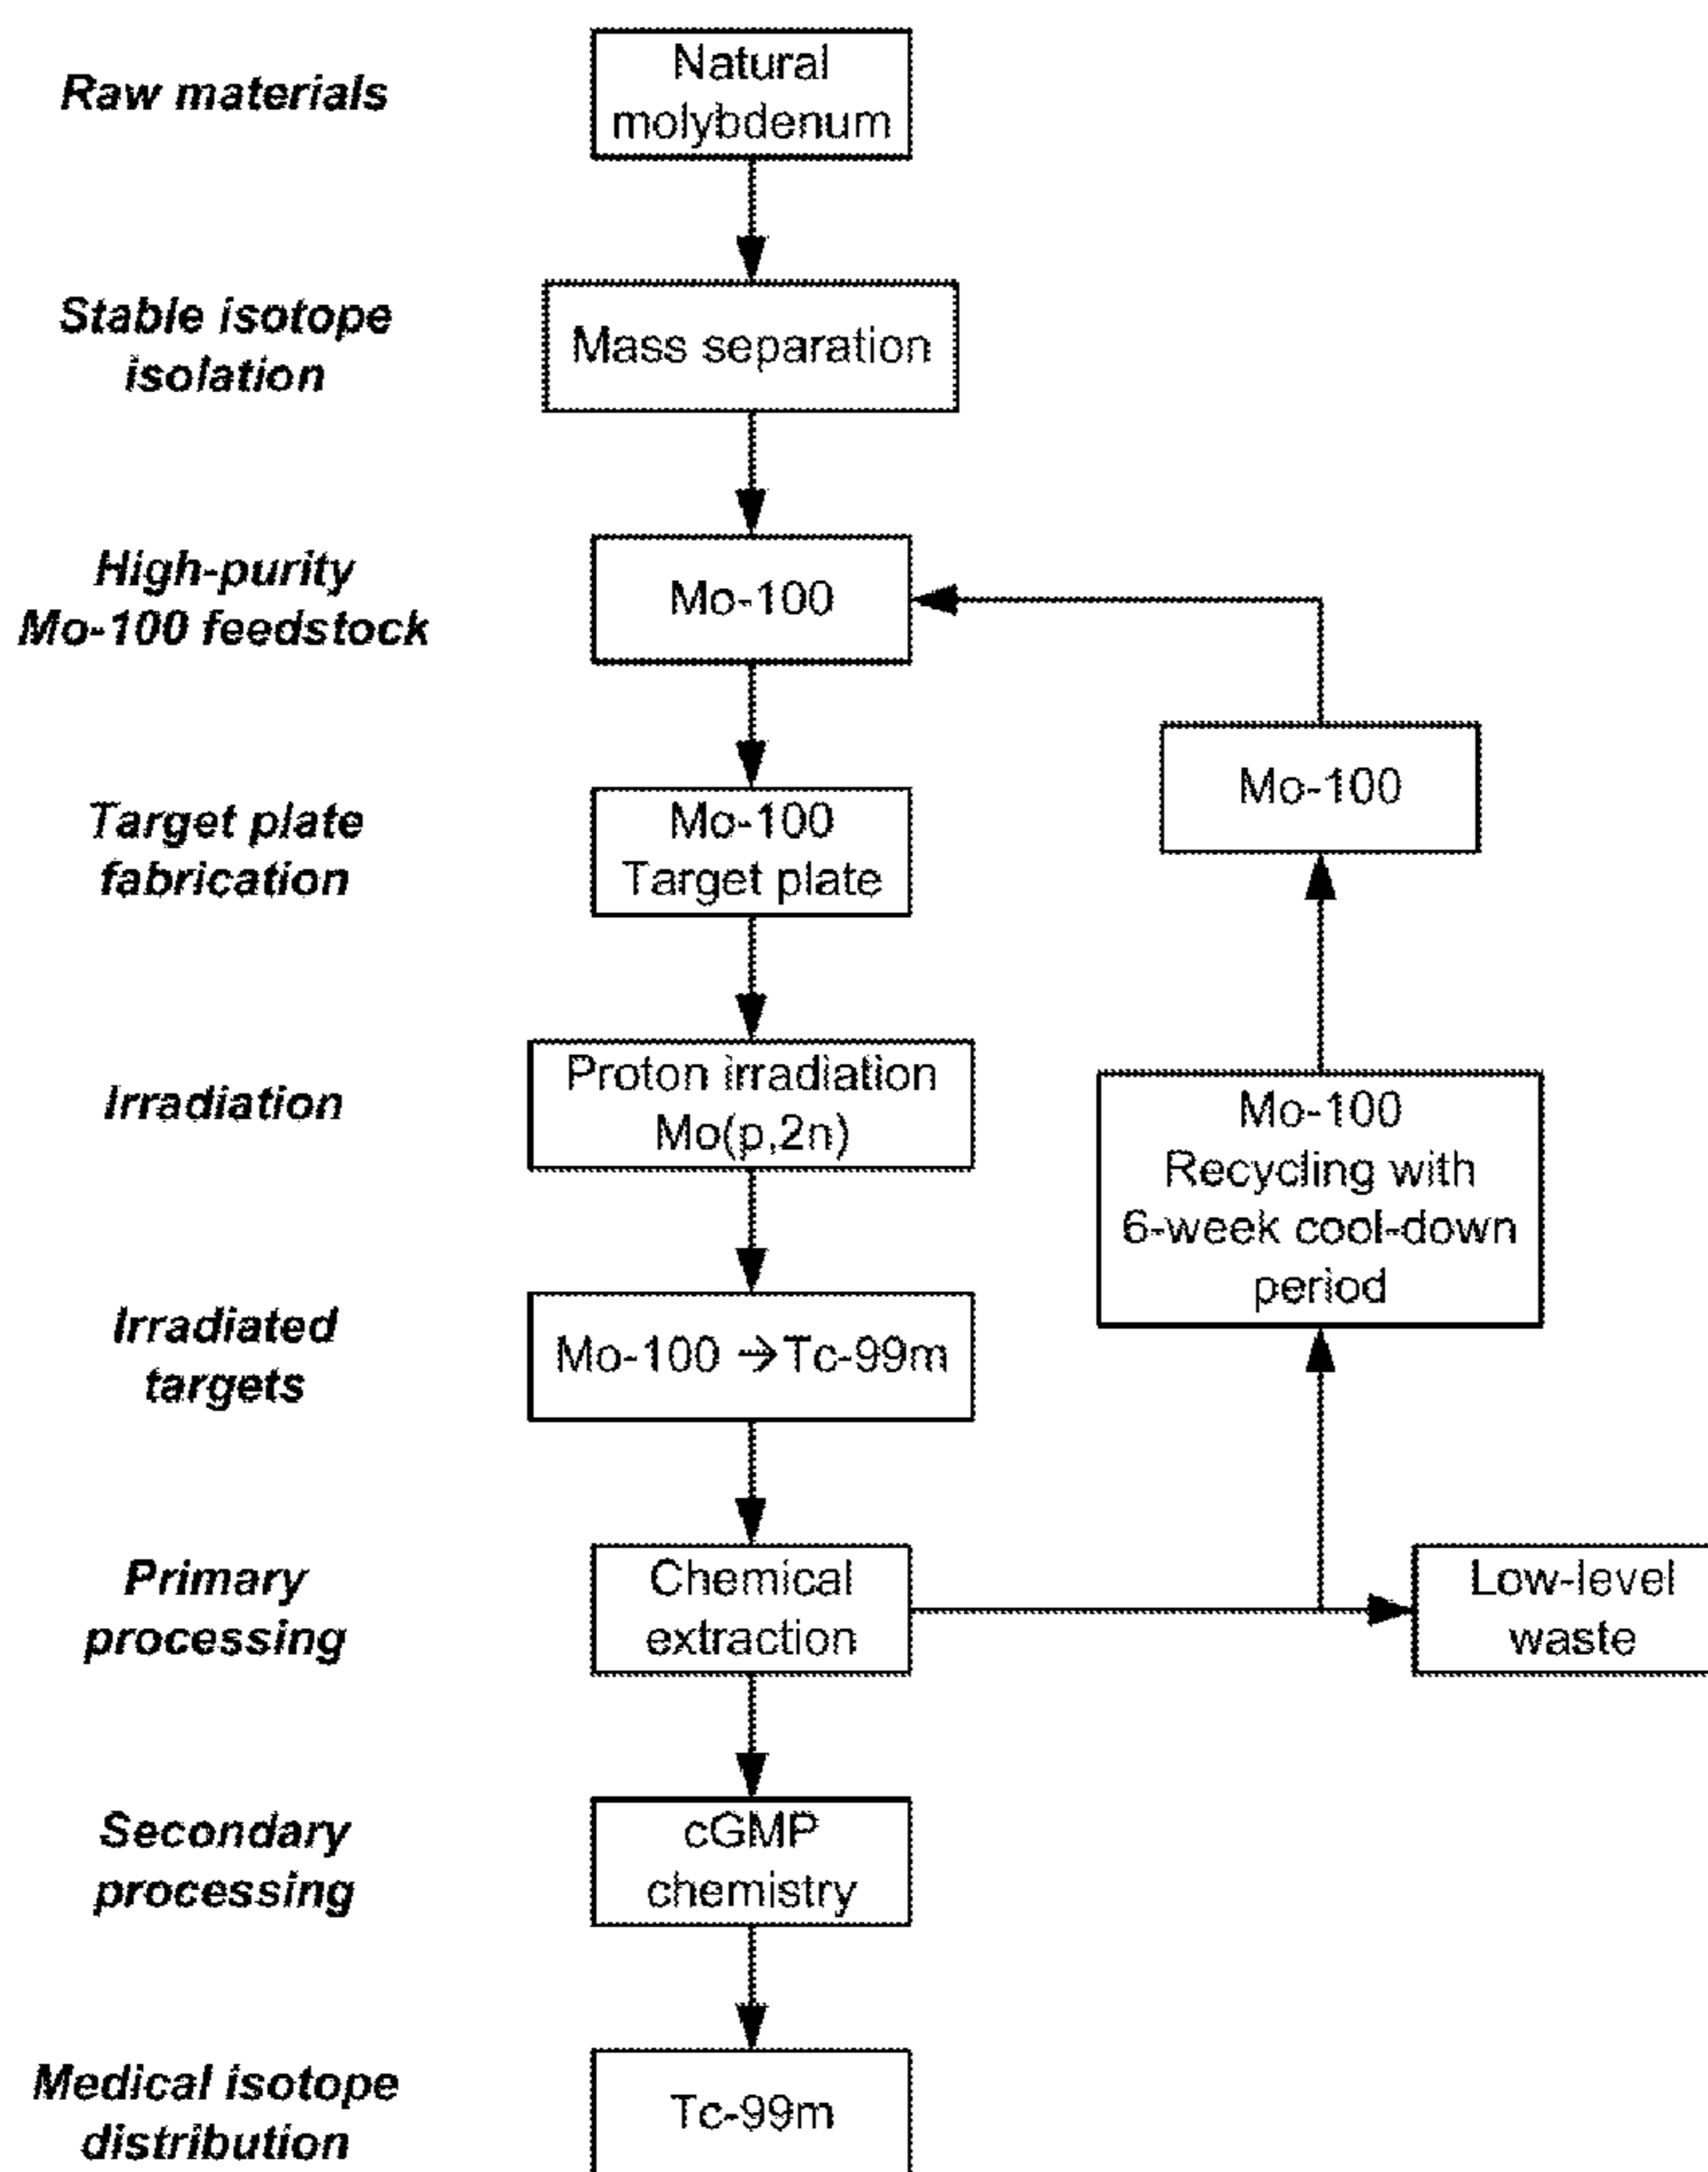 Raw materials
Natural
molybdenum
Stable isotope
isolation
Mass separation
High-purity
Mo-100 feedstock
Mo-100
Mo-100
Target plate
fabrication
Mo-100
Target plate
Irradiation
Proton irradiation
Mo(p,2n)
Mo-100
Recycling with
6-week cool-down
period
Irradiated
targets
Mo-100 →Tc-99m
Primary
processing
Chemical
extraction
Low-level
waste
Secondary
processing
cGMP
chemistry
Medical isotope
distribution
Tc-99m